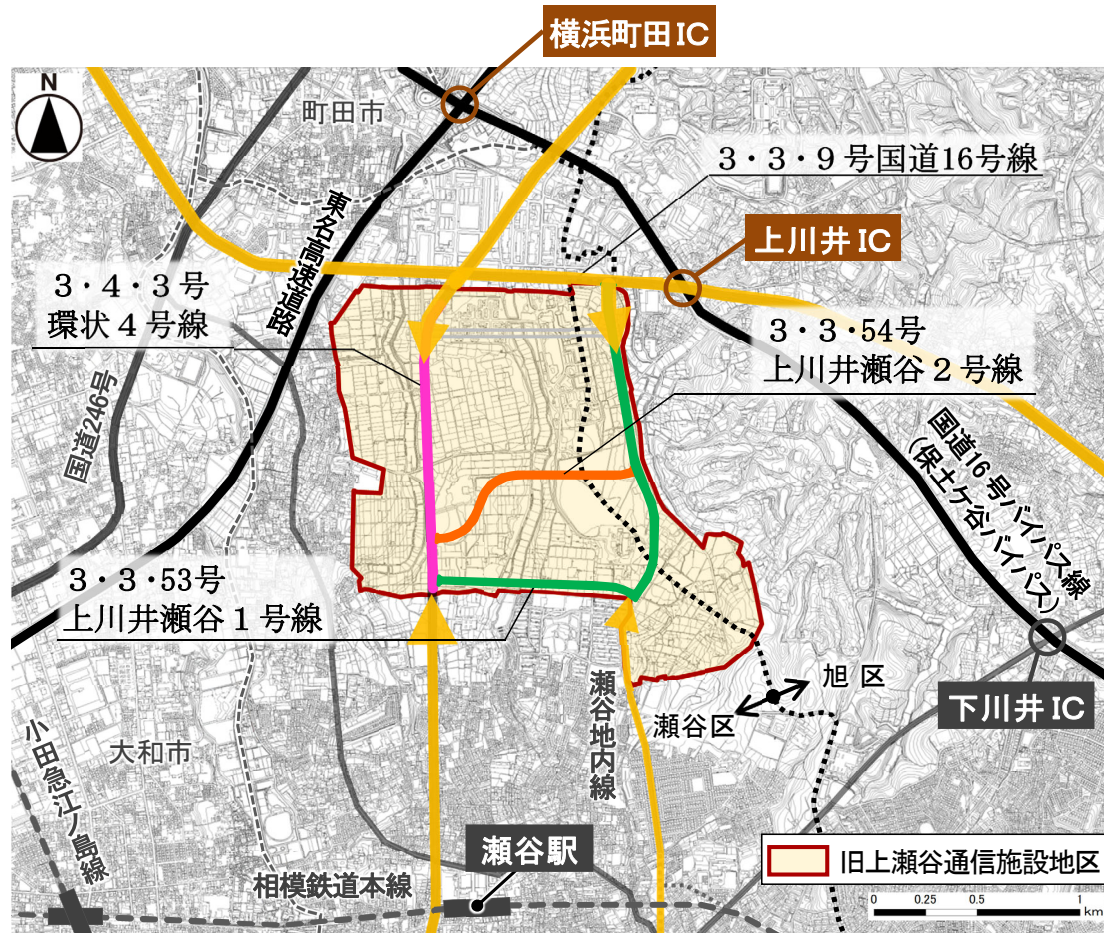 横浜町田IC
N
町田市
3・3・9号国道16号線
東名高速道路
上川井IC
3・4・3号
環状4号線
3・3・54号
上川井瀬谷2号線
国道246号
国道16号バイパス線
(保土ケ谷バイパス)
3・3・53号
上川井瀬谷1号線
旭区
瀬谷区
下川井IC
瀬谷地内線
大和市
小田急江ノ島線
瀬谷駅
相模鉄道本線
旧上瀬谷通信施設地区
0 0.25 0.5 1
km